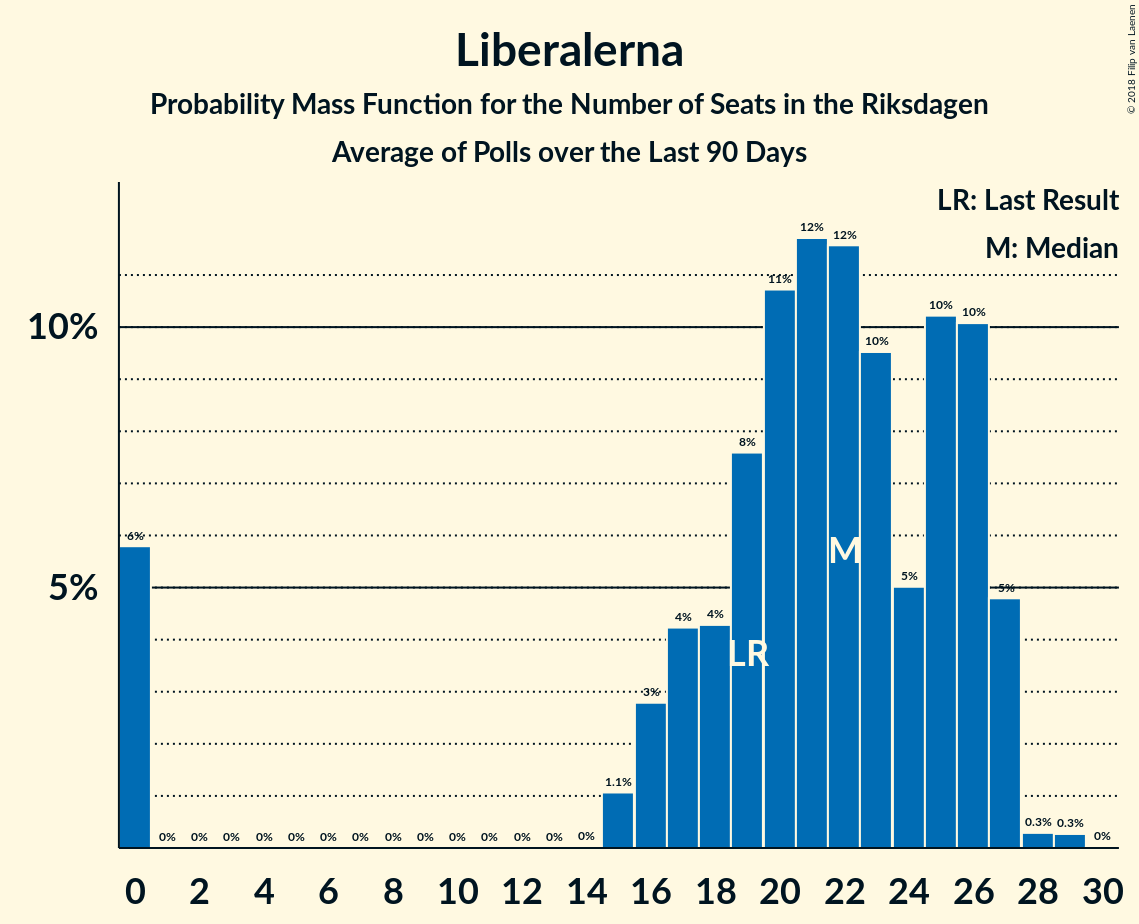 © 2018 Filip van Laenen
Liberalerna
Probability Mass Function for the Number of Seats in the Riksdagen
Average of Polls over the Last 90 Days
LR: Last Result
M: Median
10%
5%
6% 0% 0% 0% 0% 0% 0% 0% 0% 0% 0% 0% 0% 0% 0% 1.1% 3% 4% 4% 8% 11% 12% 12% 10% 5% 10% 10% 5% 0.3% 0.3% 0%
M
LR
0 2 4 6 8 10 12 14 16 18 20 22 24 26 28 30